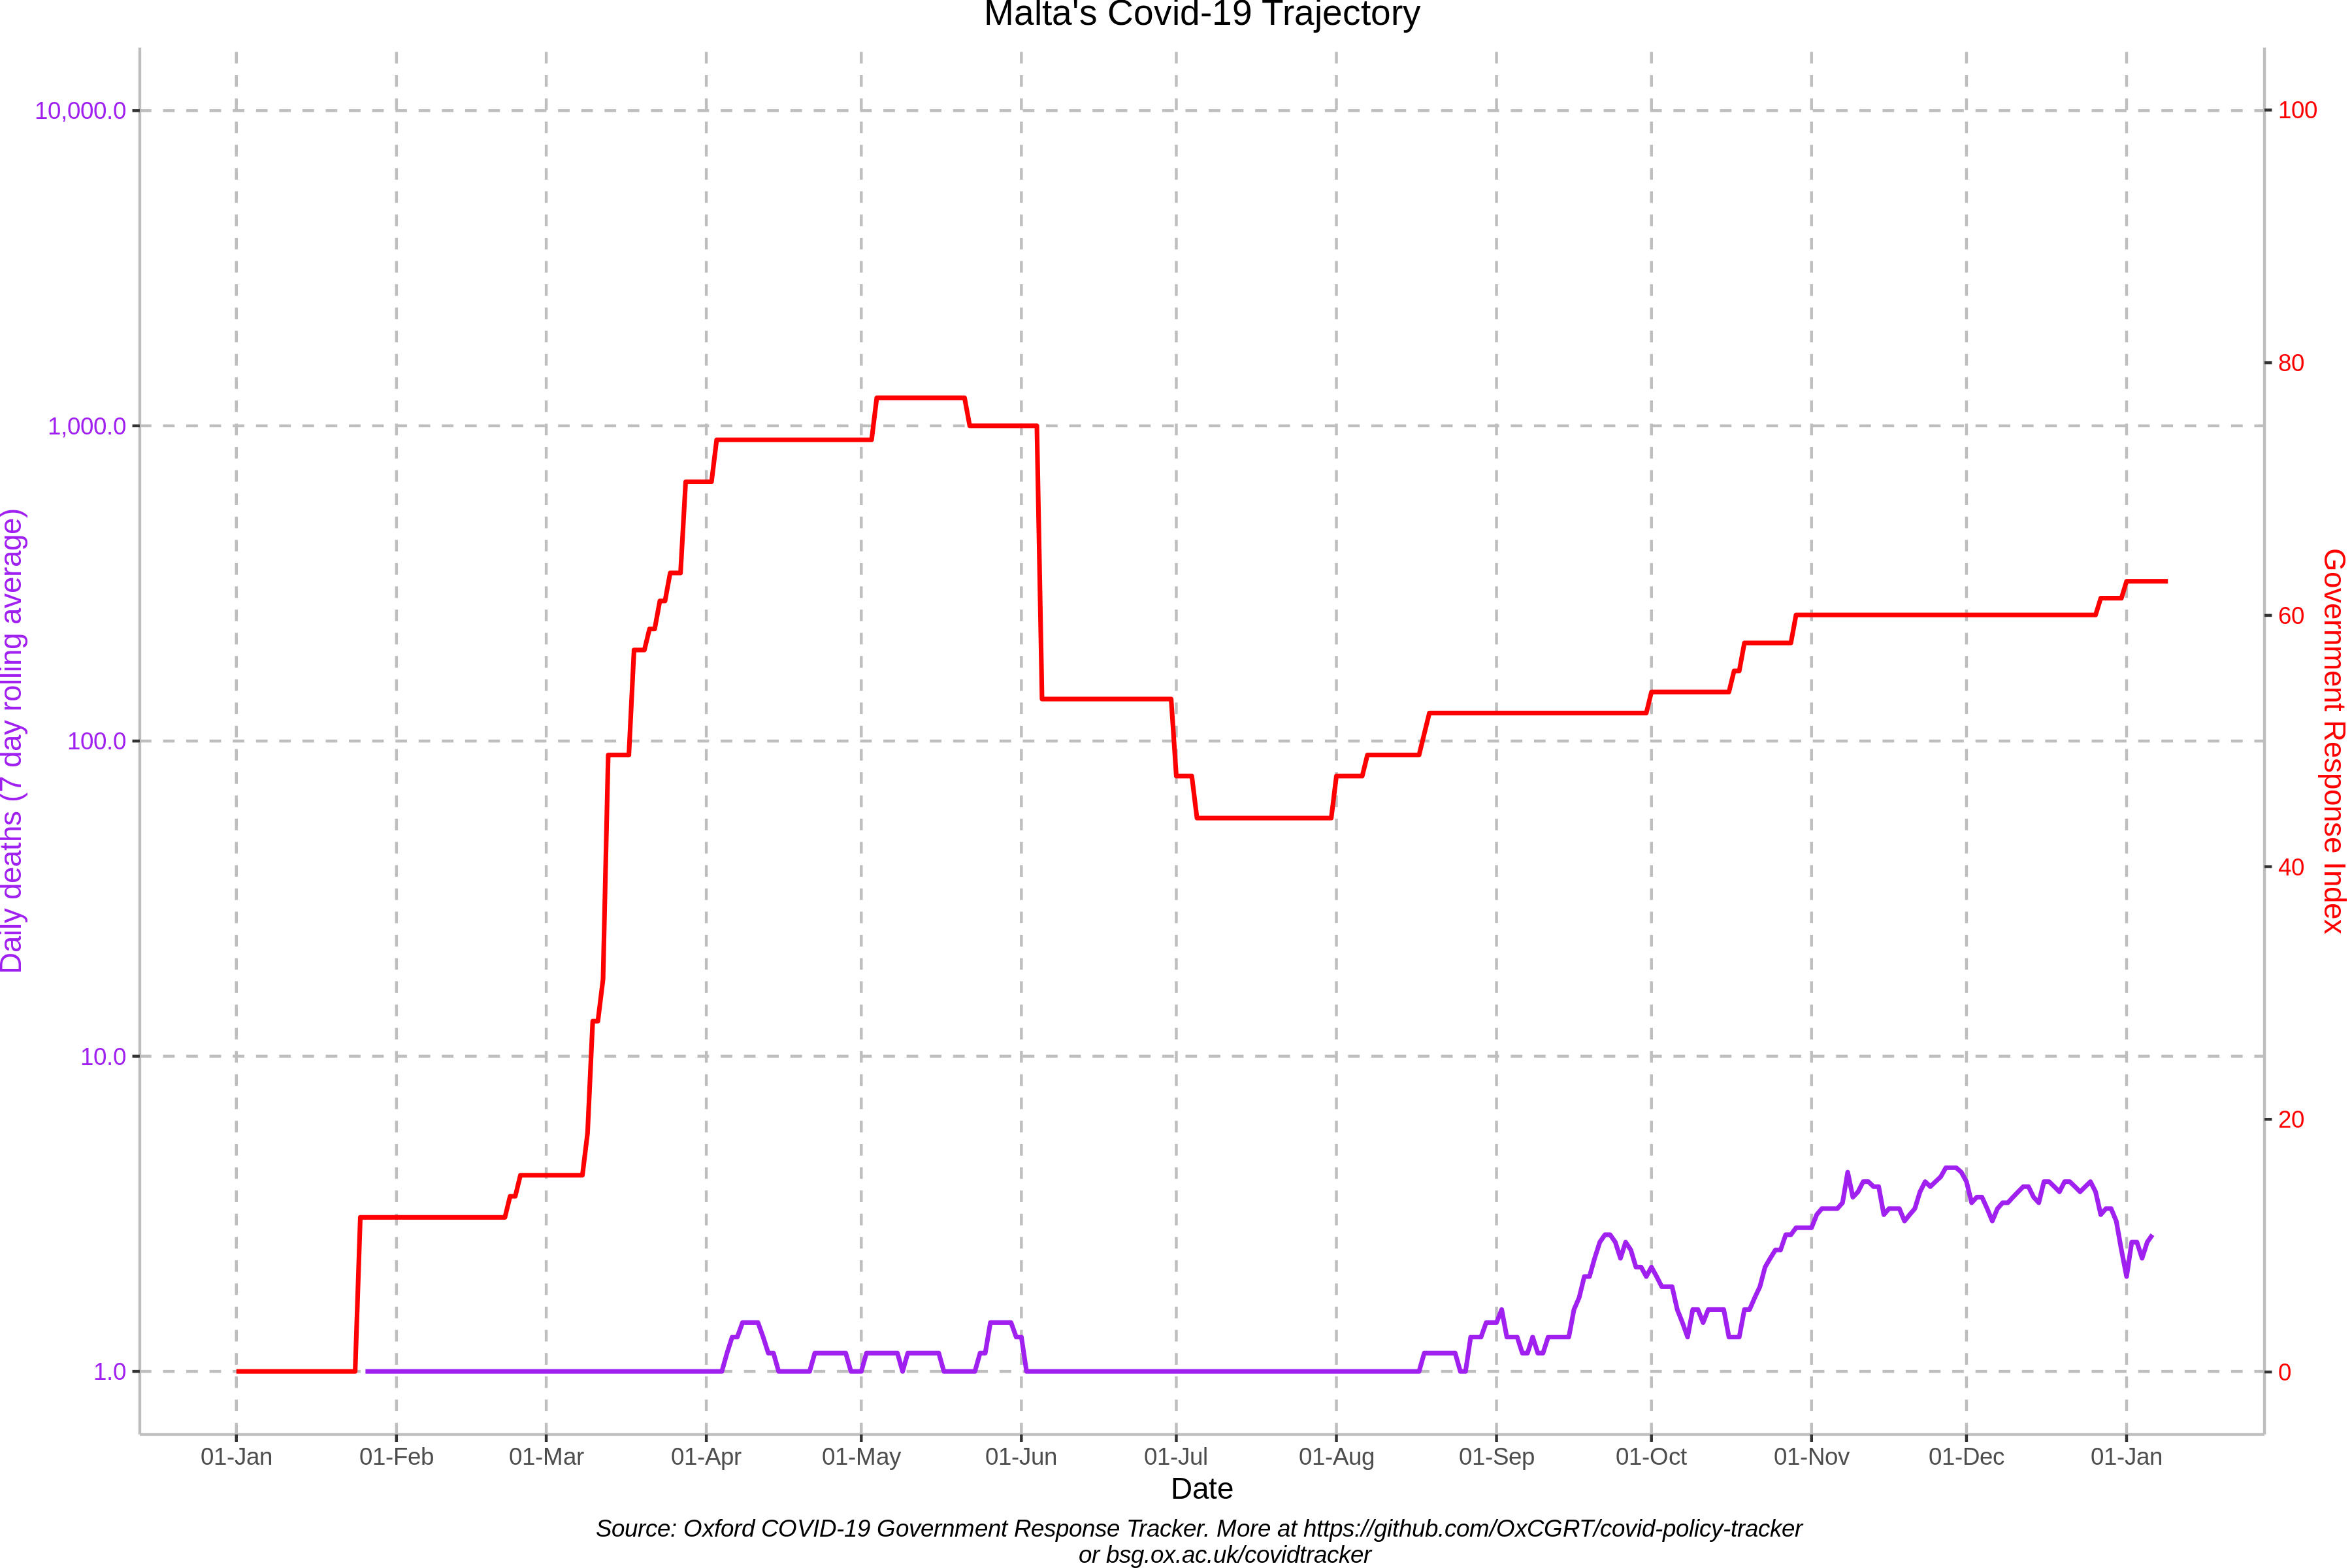 Malta's Covid-19 Trajectory
10,000.0
1,000.0
100.0
10.0
1.0
Daily deaths (7 day rolling average)
100
80
60
40
20
0
Government Response Index
01-Jan 01-Feb 01-Mar 01-Apr 01-May 01-Jun 01-Jul 01-Aug 01-Sep 01-Oct 01-Nov 01-Dec 01-Jan
Date
Source: Oxford COVID-19 Government Response Tracker. More at https://github.com/OxCGRT/covid-policy-tracker
or bsg.ox.ac.uk/covidtracker